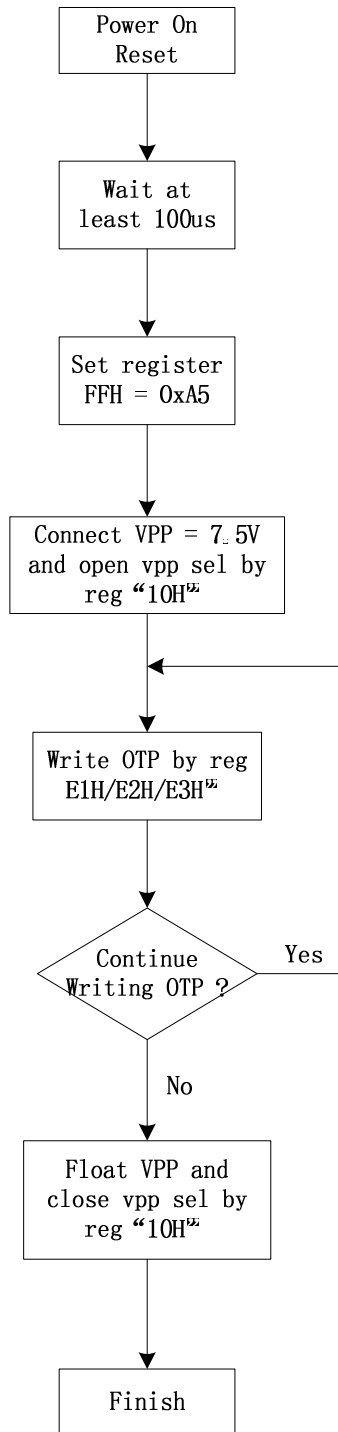 Power On
Reset
Wait at
least 100us
Set register
FFH = 0xA5
Connect VPP = 7.5V
and open vpp sel by
reg “10H”
Write OTP by reg
E1H/E2H/E3H”
Continue
Writing OTP ?
Yes
No
Float VPP and
close vpp sel by
reg “10H”
Finish